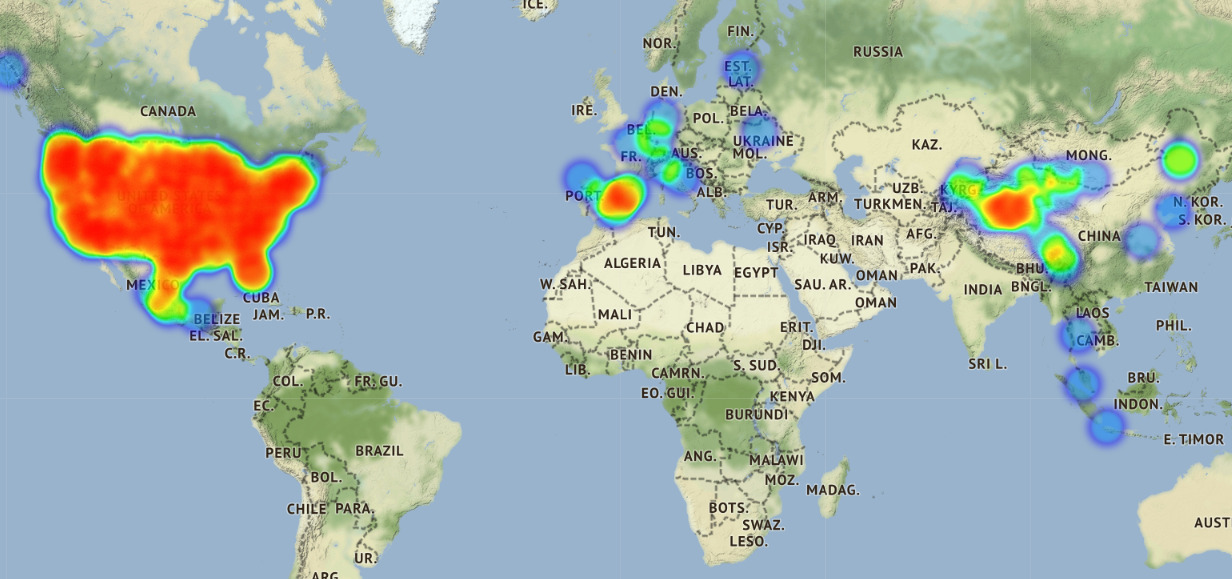 ICE.
FIN.
NOR.
RUSSIA
EST.
LAT.
DEN.
CANADA
IRE.
POL.
BELA.
BEL.
UKRAINE
KAZ.
FR.
AUS.
MOL.
MONG.
BOS.
UNITED STATES
OF AMERICA
PORT
ALB.
UZB.
KYRG.
TUR.
ARM.
TURKMEN.
TAJ.
N. KOR.
S. KOR.
TUN.
CYP.
ISR.
IRAQ
IRAN
AFG.
CHINA
KUW.
ALGERIA
LIBYA
EGYPT
OMAN
PAK.
BHU.
MEXICO
W. SAH.
SAU. AR.
INDIA
BNGL.
TAIWAN
CUBA
OMAN
JAM.
P.R.
MALI
LAOS
BELIZE
CHAD
ERIT.
PHIL.
EL. SAL.
GAM.
DJI.
CAMB.
C.R.
BENIN
LIB.
CAMRN.
S. SUD.
SRI L.
COL.
FR. GU.
SOM.
BRU.
EO. GUI.
KENYA
EC.
BURUNDI
INDON.
E. TIMOR
PERU
BRAZIL
ANG.
MALAWI
BOL.
MOZ.
MADAG.
CHILE
PARA.
BOTS.
SWAZ.
AUST
LESO.
UR.
ARG.